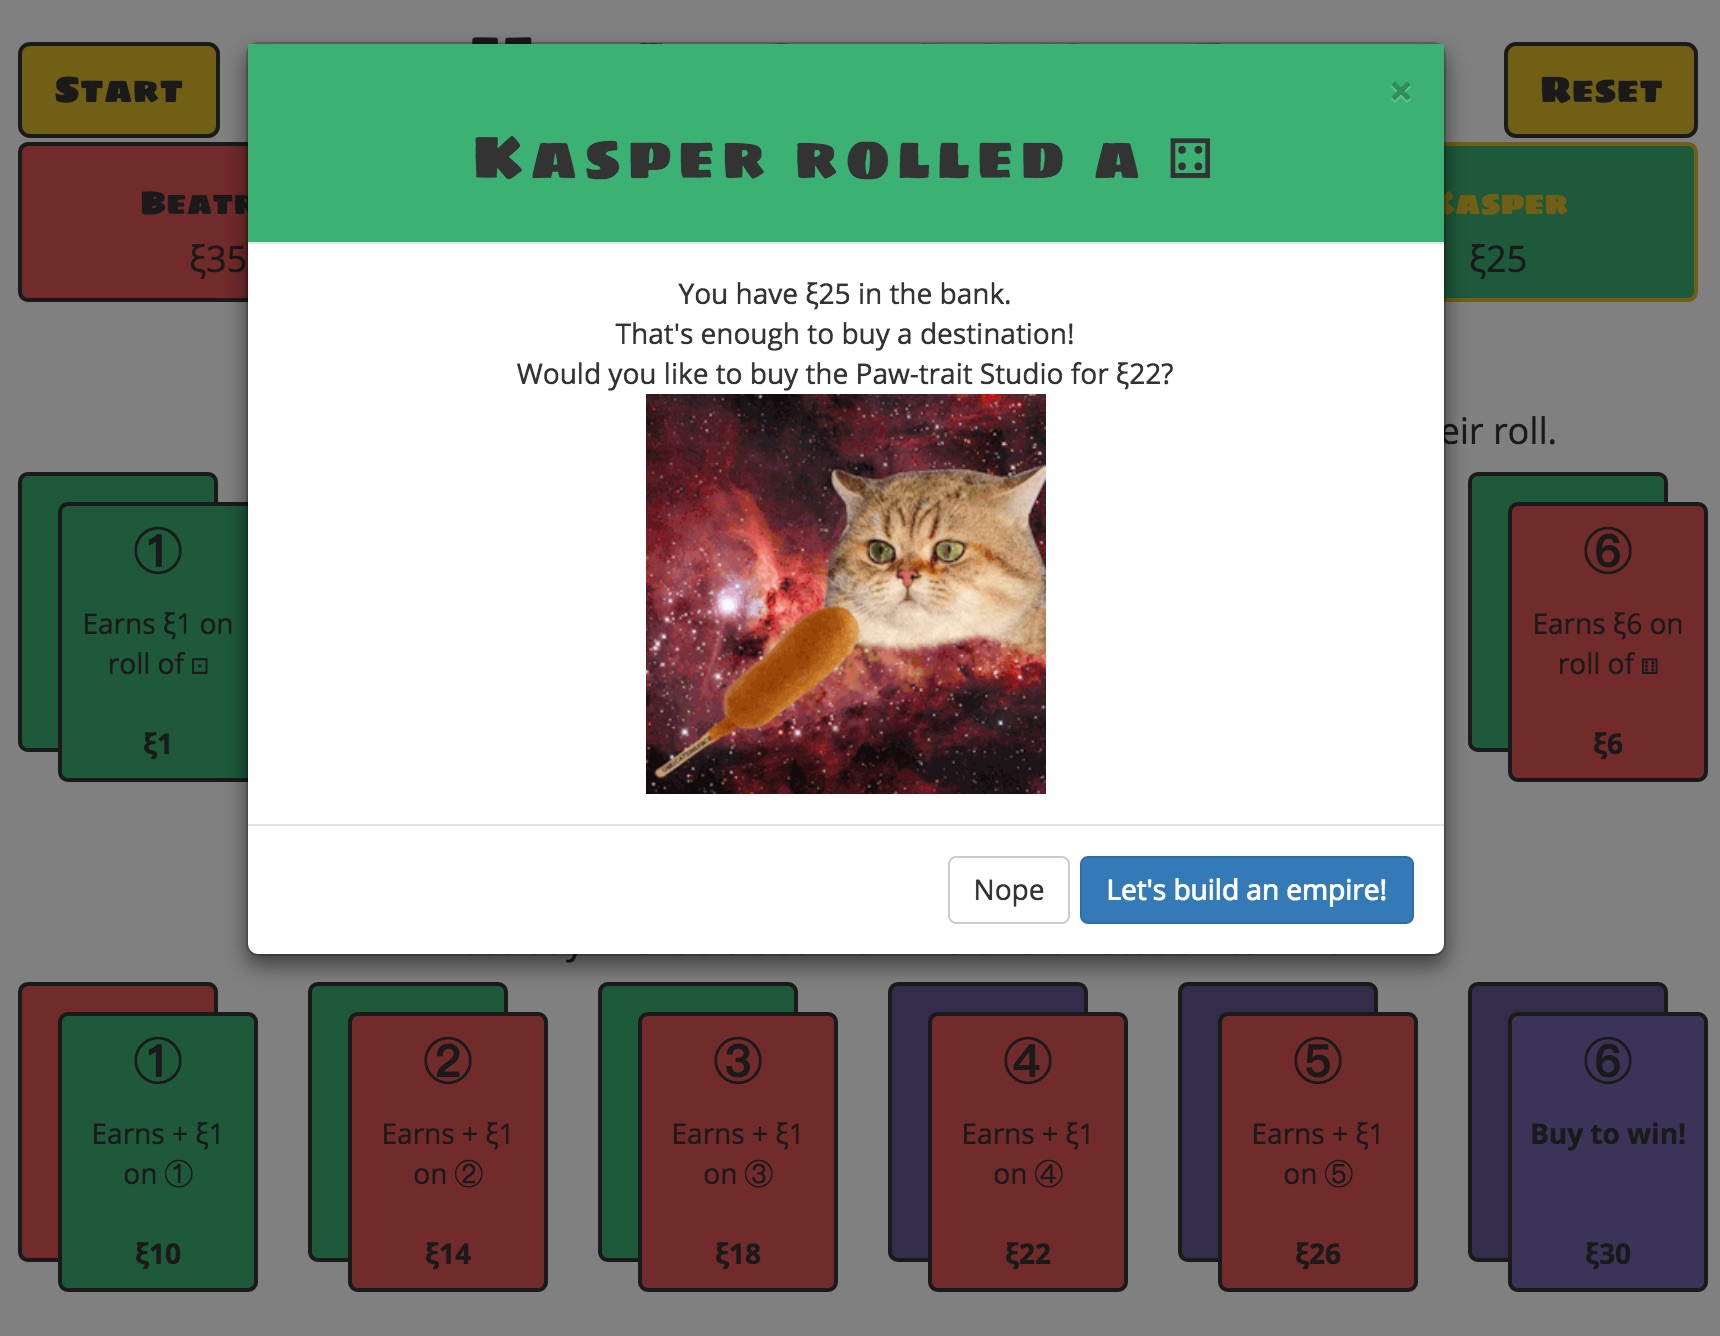 START
RESET
KASPER ROLLED A ⚃
×
ξ35
KASPER
ξ25
You have ξ25 in the bank.
That's enough to buy a destination!
Would you like to buy the Paw-trait Studio for ξ22?
roll.
①
Earns ξ1 on
roll of ⚀
ξ1
⑥
Earns ξ6 on
roll of ⚅
ξ6
Nope
Let's build an empire!
①
Earns + ξ1
on ①
ξ10
②
Earns + ξ1
on ②
ξ14
③
Earns + ξ1
on ③
ξ18
④
Earns + ξ1
on ④
ξ22
⑤
Earns + ξ1
on ⑤
ξ26
⑥
Buy to win!
ξ30